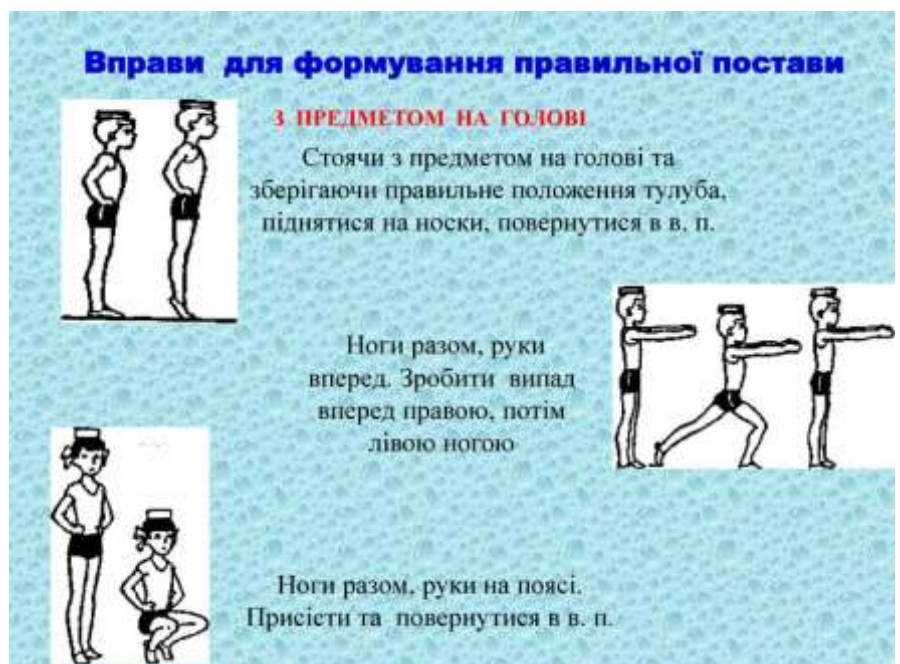 Вправи для формування правильної постави
З ПРЕДМЕТОМ НА ГОЛОВІ
Стоячи з предметом на голові та
зберігаючи правильне положення тулуба,
піднятися на носки, повернутися в в. п.
Ноги разом, руки
вперед. Зробити випад
вперед правою, потім
лівою ногою
Ноги разом, руки на поясі.
Присісти та повернутися в в. п.